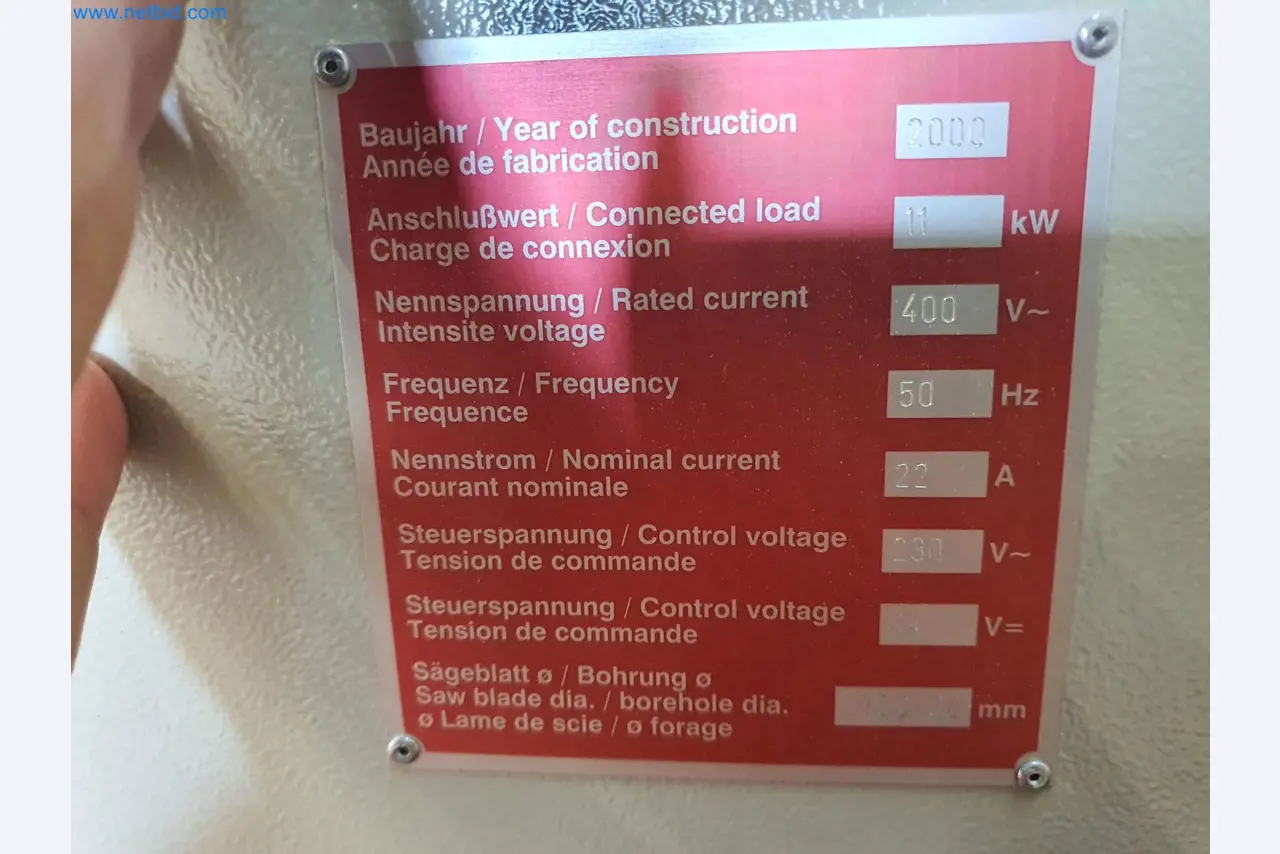 www.netbid.com
Baujahr / Year of construction 2000
Année de fabrication
Anschlußwert / Connected load 11 kW
Charge de connexion
Nennspannung / Rated current 400 V~
Intensite voltage
Frequenz / Frequency 50 Hz
Frequence
Nennstrom / Nominal current 22 A
Courant nominale
Steuerspannung / Control voltage 230 V~
Tension de commande
Steuerspannung / Control voltage V=
Tension de commande
Sägeblatt ø / Bohrung ø
Saw blade dia. / borehole dia. mm
ø Lame de scie / ø forage